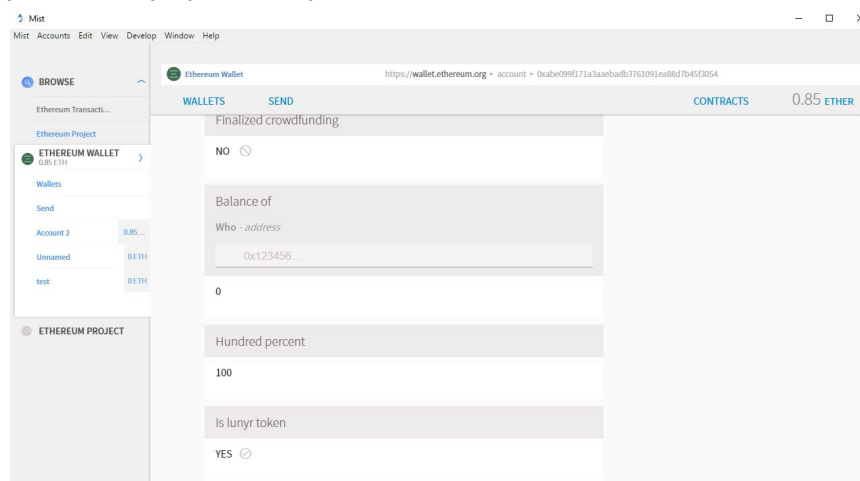 Mist
Mist Accounts Edit View Develop Window Help
BROWSE
Ethereum Transacti...
Ethereum Project
ETHEREUM WALLET
0.85 ETH
Wallets
Send
Account 2 0.85...
Unnamed 0 ETH
test 0 ETH
ETHEREUM PROJECT
Ethereum Wallet https://wallet.ethereum.org • account • 0xabe099f171a3aaebadb3761091ea88d7b45f3054
WALLETS SEND CONTRACTS 0.85 ETHER
Finalized crowdfunding
NO
Balance of
Who - address
0x123456...
0
Hundred percent
100
Is lunyr token
YES